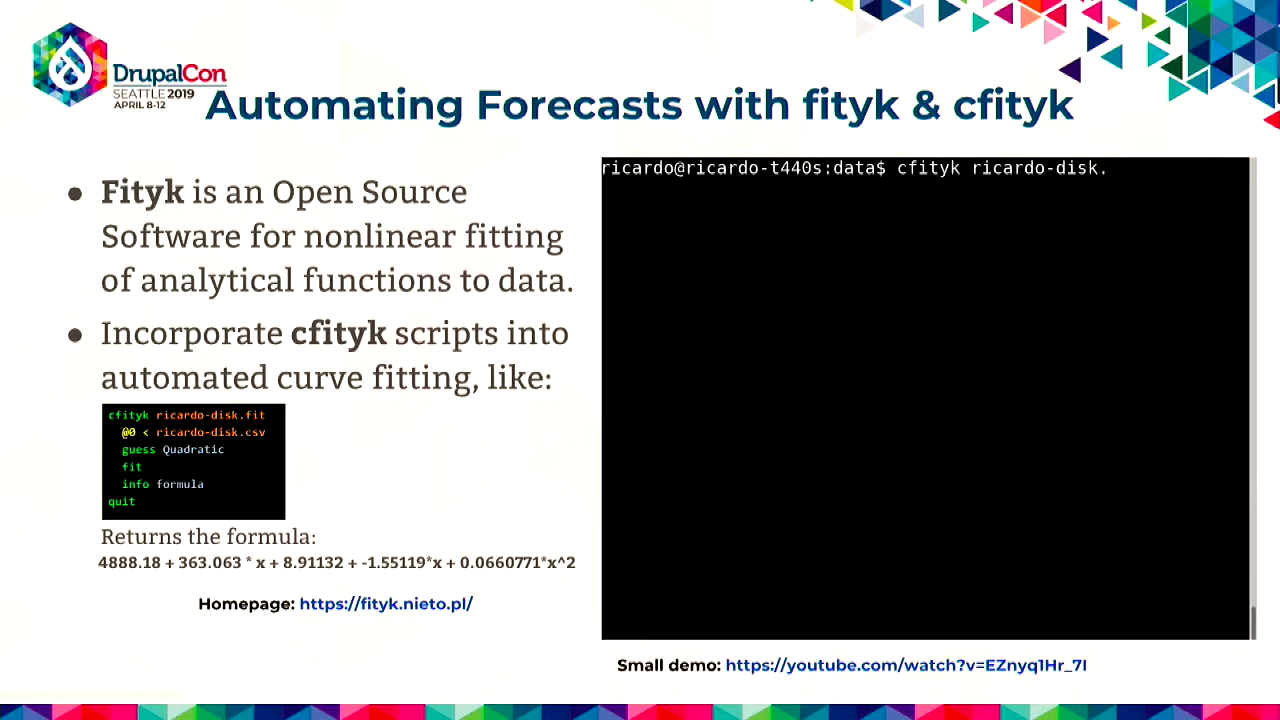 DrupalCon
SEATTLE 2019
APRIL 8-12
Automating Forecasts with fityk & cfityk
● Fityk is an Open Source
Software for nonlinear fitting
of analytical functions to data.
● Incorporate cfityk scripts into
automated curve fitting, like:
cfityk ricardo-disk.fit
@0 < ricardo-disk.csv
guess Quadratic
fit
info formula
quit
Returns the formula:
4888.18 + 363.063 * x + 8.91132 + -1.55119*x + 0.0660771*x^2
Homepage: https://fityk.nieto.pl/
ricardo@ricardo-t440s:data$ cfityk ricardo-disk.
Small demo: https://youtube.com/watch?v=EZnyq1Hr_7I